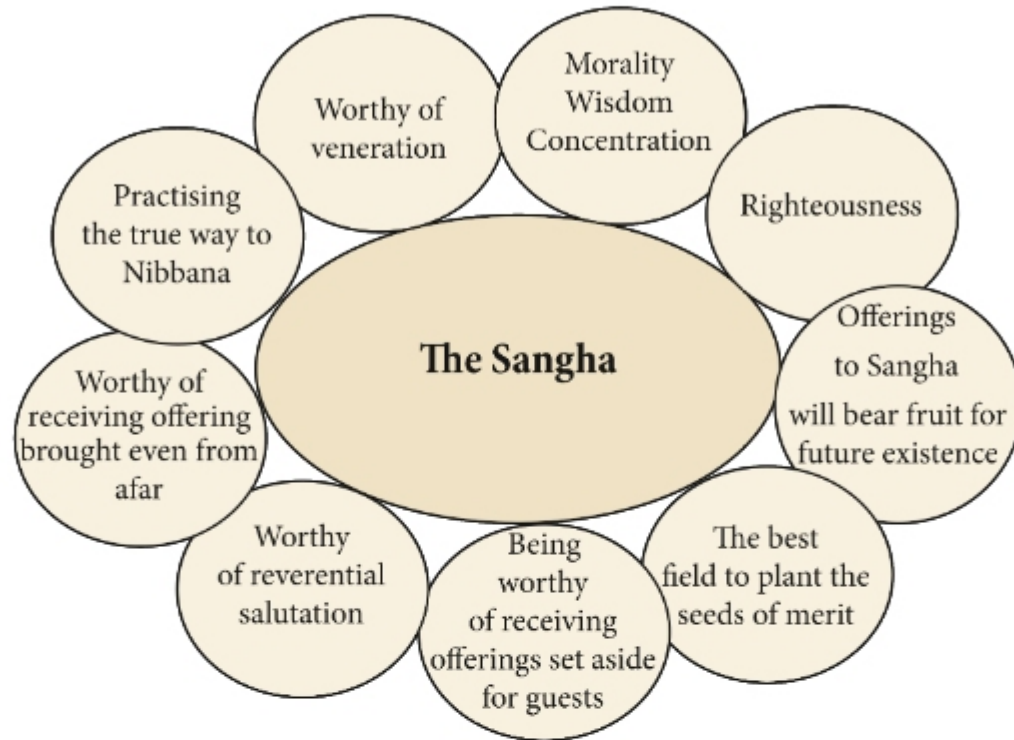 Worthy of
veneration
Morality
Wisdom
Concentration
Righteousness
Offerings
to Sangha
will bear fruit for
future existence
The best
field to plant the
seeds of merit
Being
worthy
of receiving
offerings set aside
for guests
Worthy
of reverential
salutation
Worthy of
receiving offering
brought even from
afar
Practising
the true way to
Nibbana
The Sangha